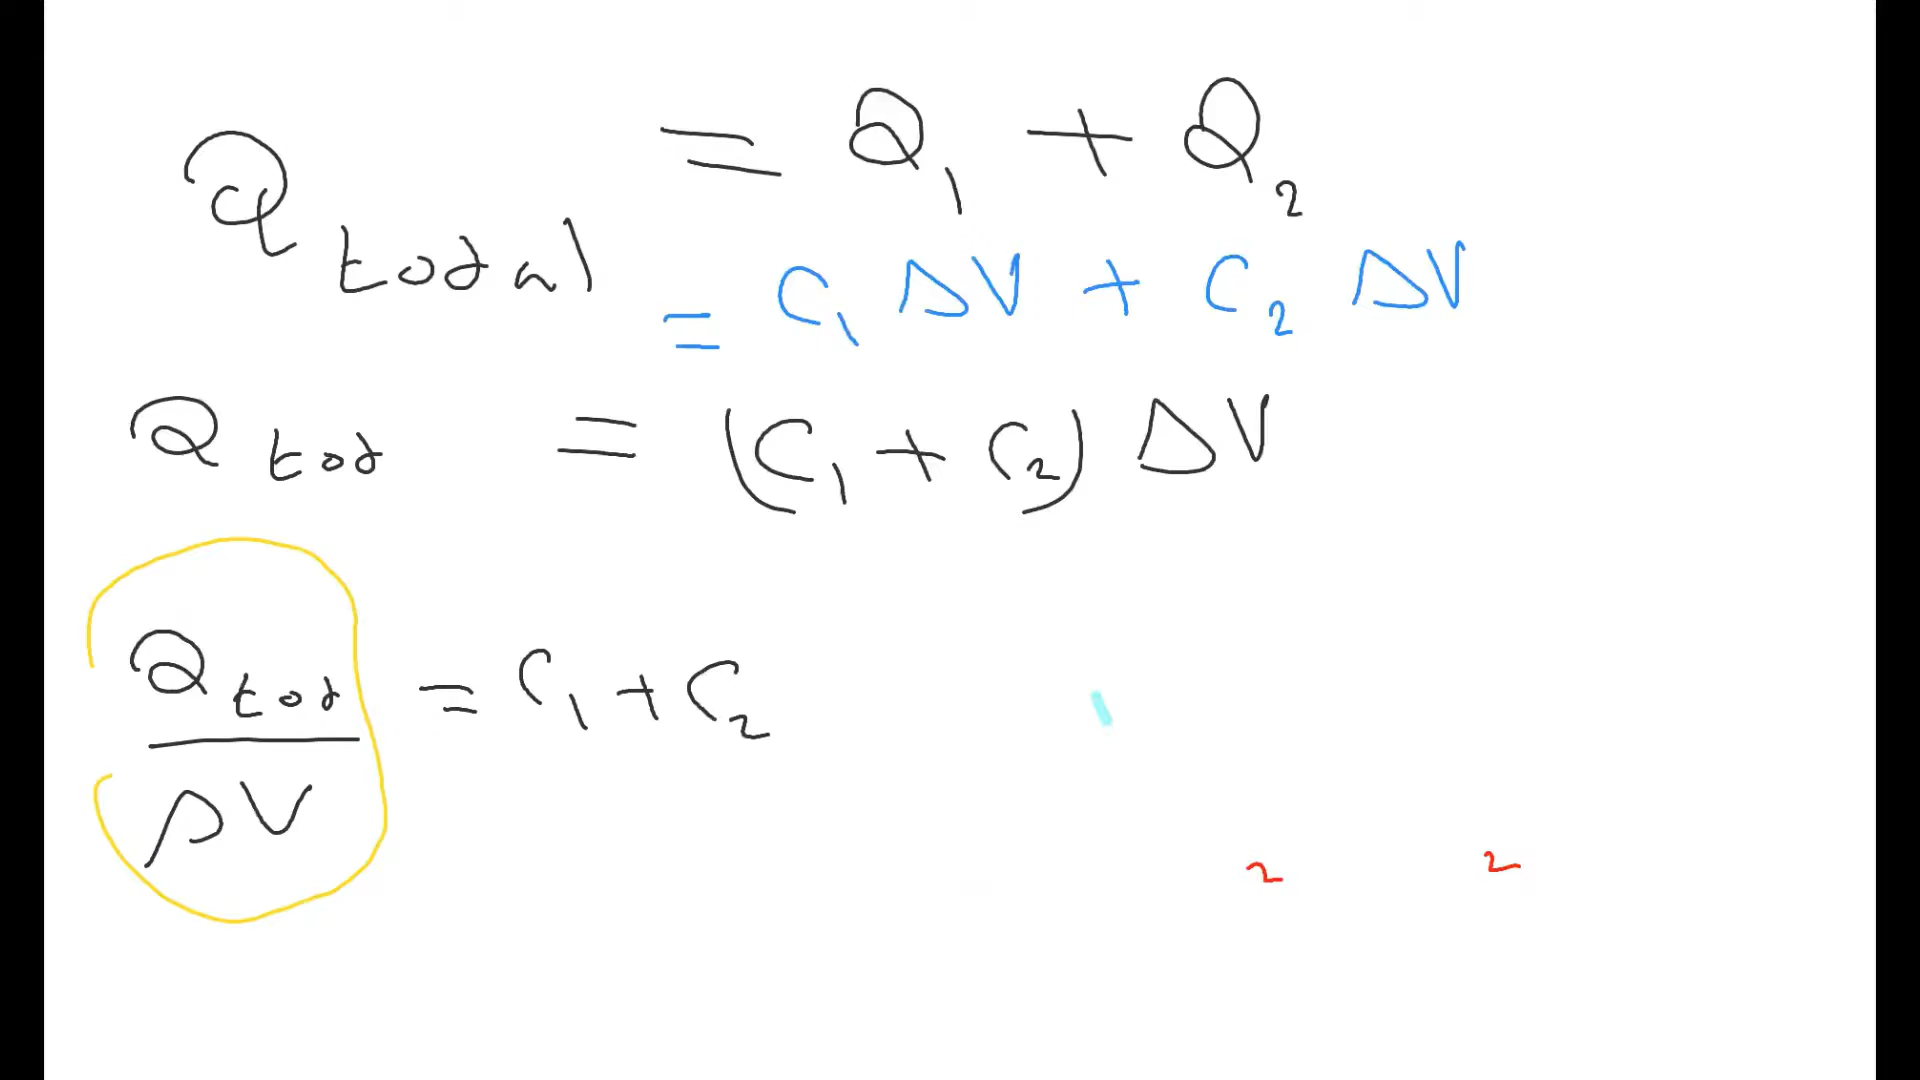 Q total = Q₁ + Q₂
= C₁ ΔV + C₂ ΔV
Q tot = (C₁ + C₂) ΔV
Q tot / ΔV = C₁ + C₂
2 2